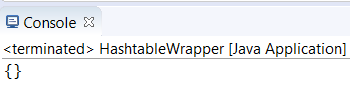 Console
<terminated> HashtableWrapper [Java Application]
{}